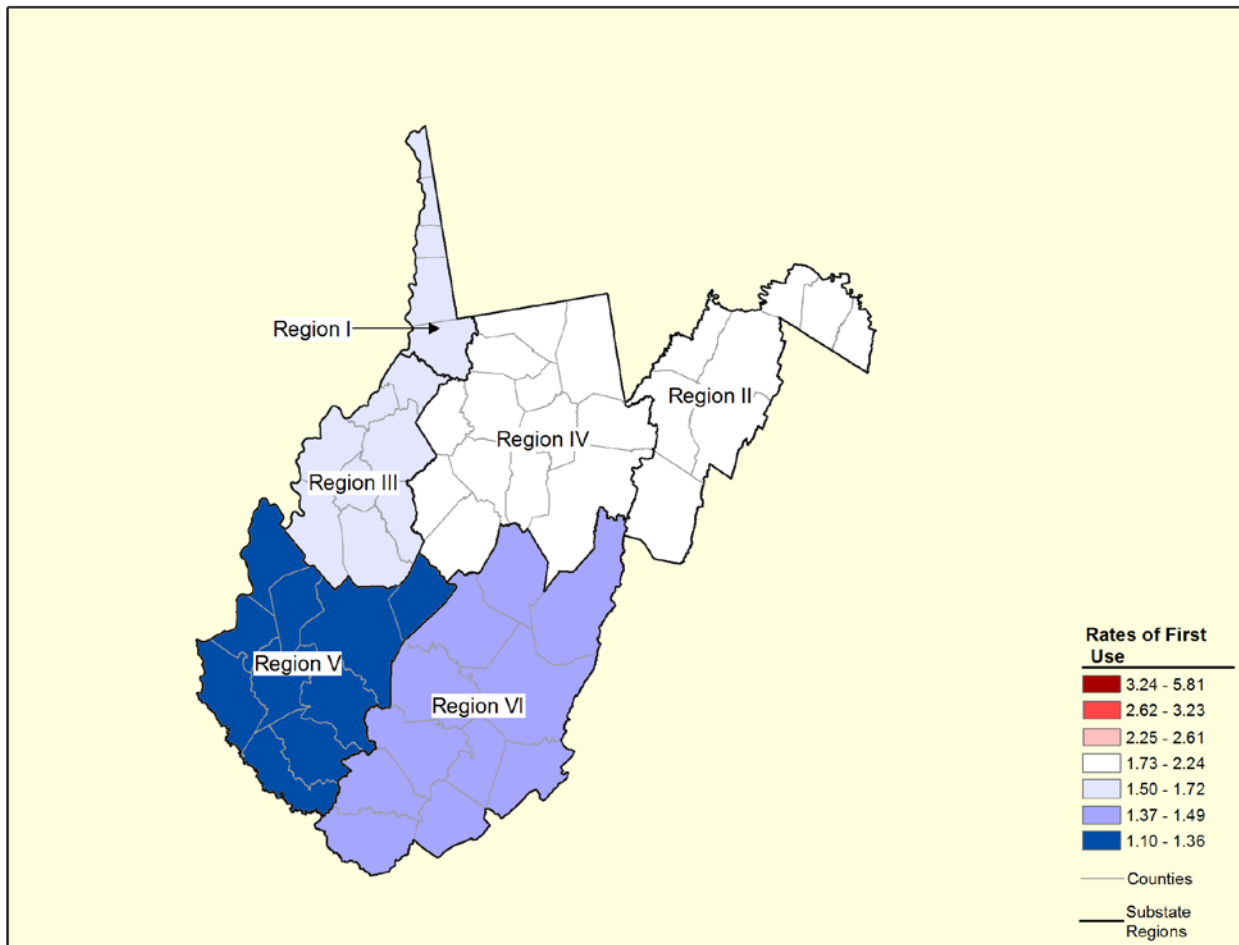 Region I
Region II
Region IV
Region III
Region V
Region VI
Rates of First
Use
3.24 - 5.81
2.62 - 3.23
2.25 - 2.61
1.73 - 2.24
1.50 - 1.72
1.37 - 1.49
1.10 - 1.36
Counties
Substate
Regions